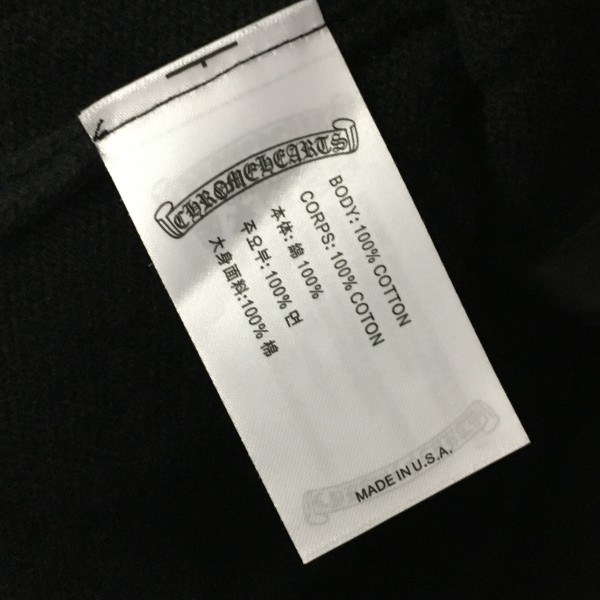 CHROME HEARTS
BODY: 100% COTTON
CORPS: 100% COTON
本体: 綿 100%
주요부: 100% 면
大身面料:100% 棉
MADE IN U.S.A.